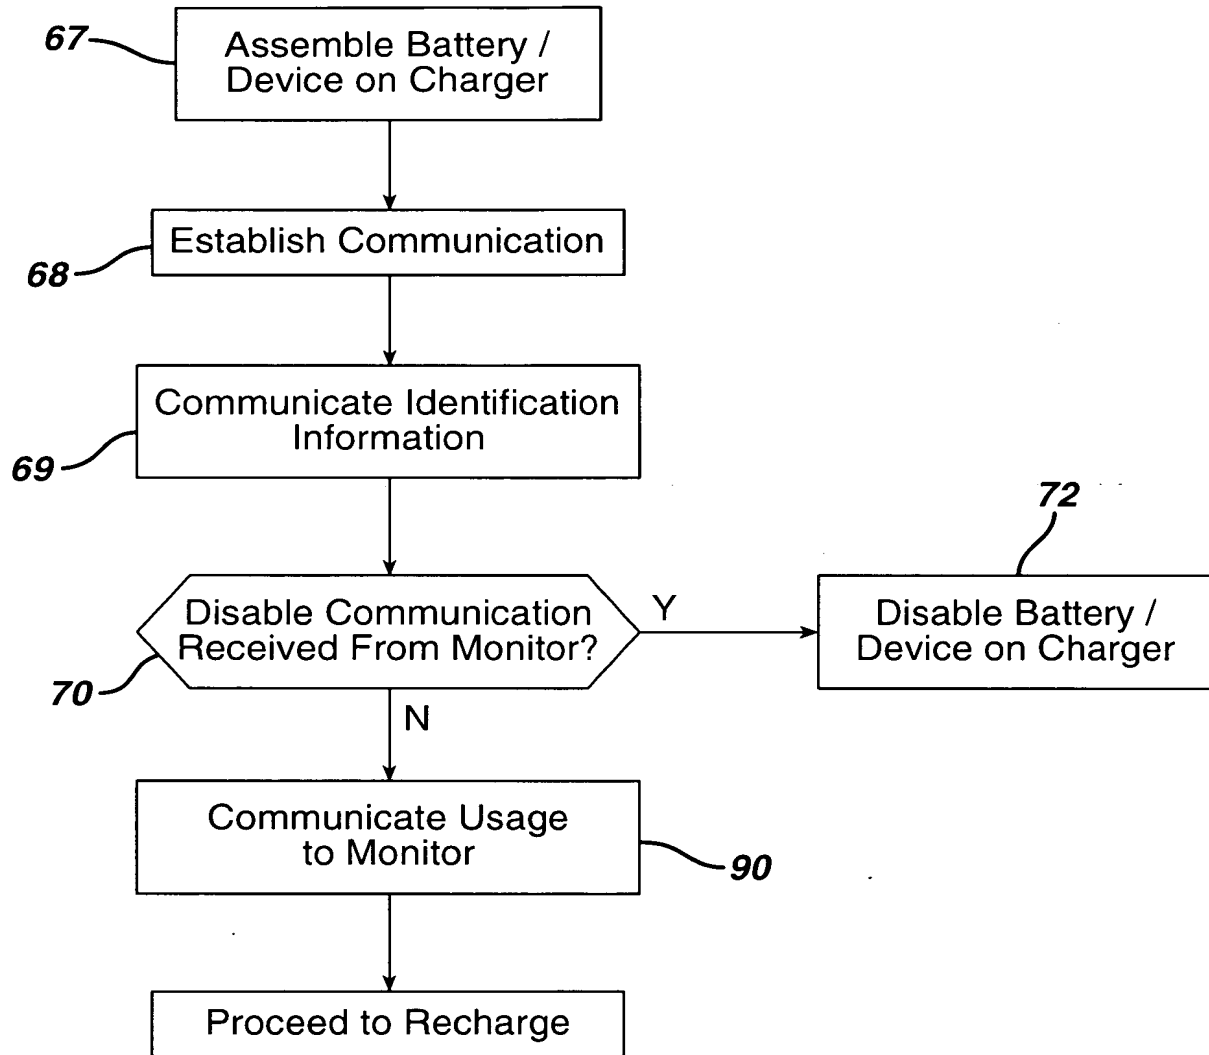 67
Assemble Battery /
Device on Charger
68
Establish Communication
69
Communicate Identification
Information
70
Disable Communication
Received From Monitor?
Y
72
Disable Battery /
Device on Charger
N
Communicate Usage
to Monitor
90
Proceed to Recharge